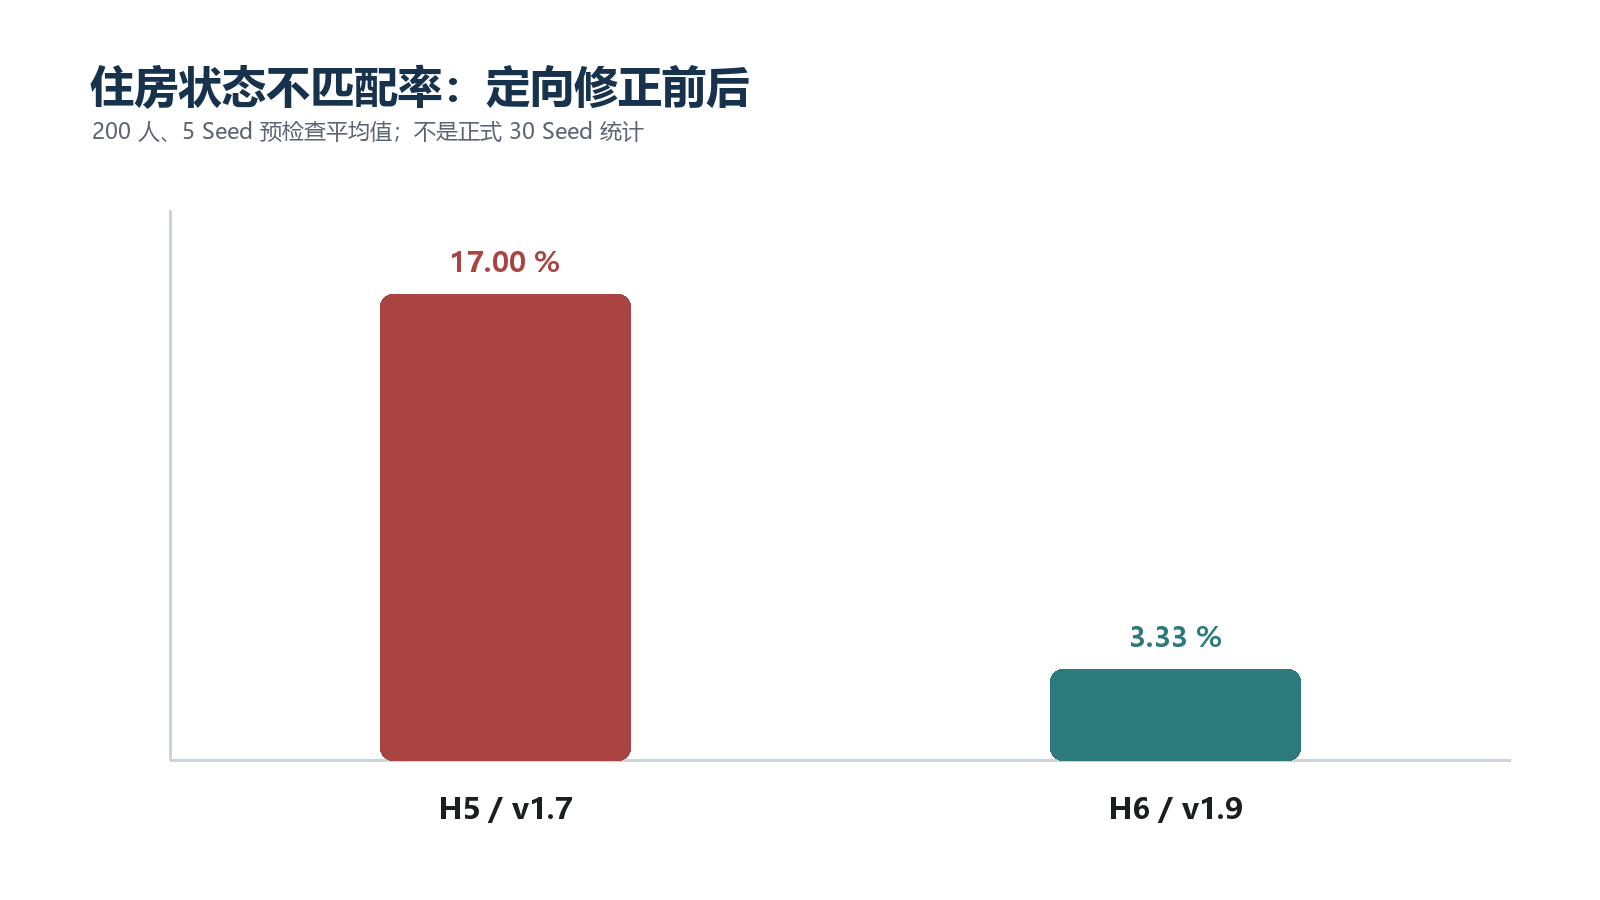 住房状态不匹配率：定向修正前后
200 人、5 Seed 预检查平均值；不是正式 30 Seed 统计
17.00 %
3.33 %
H5 / v1.7
H6 / v1.9